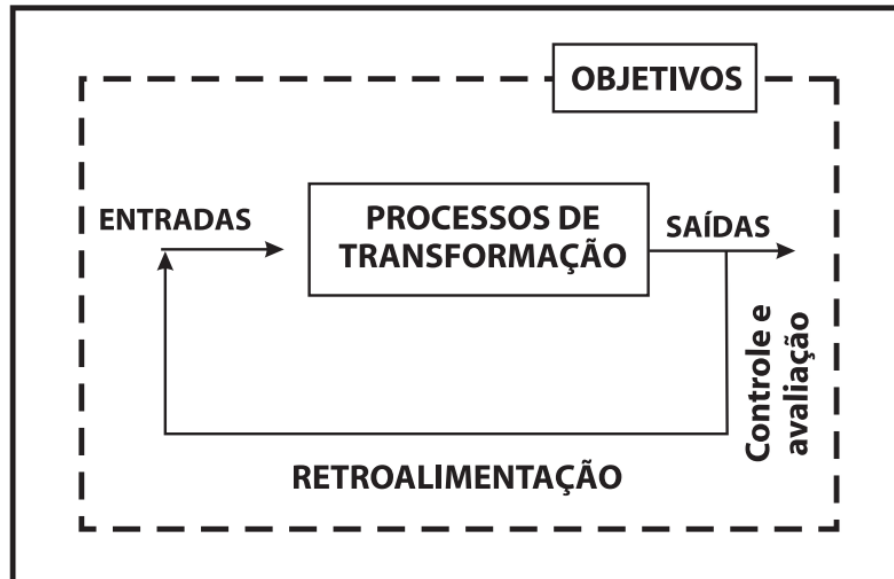 OBJETIVOS
ENTRADAS
PROCESSOS DE
TRANSFORMAÇÃO
SAÍDAS
Controle e
avaliação
RETROALIMENTAÇÃO